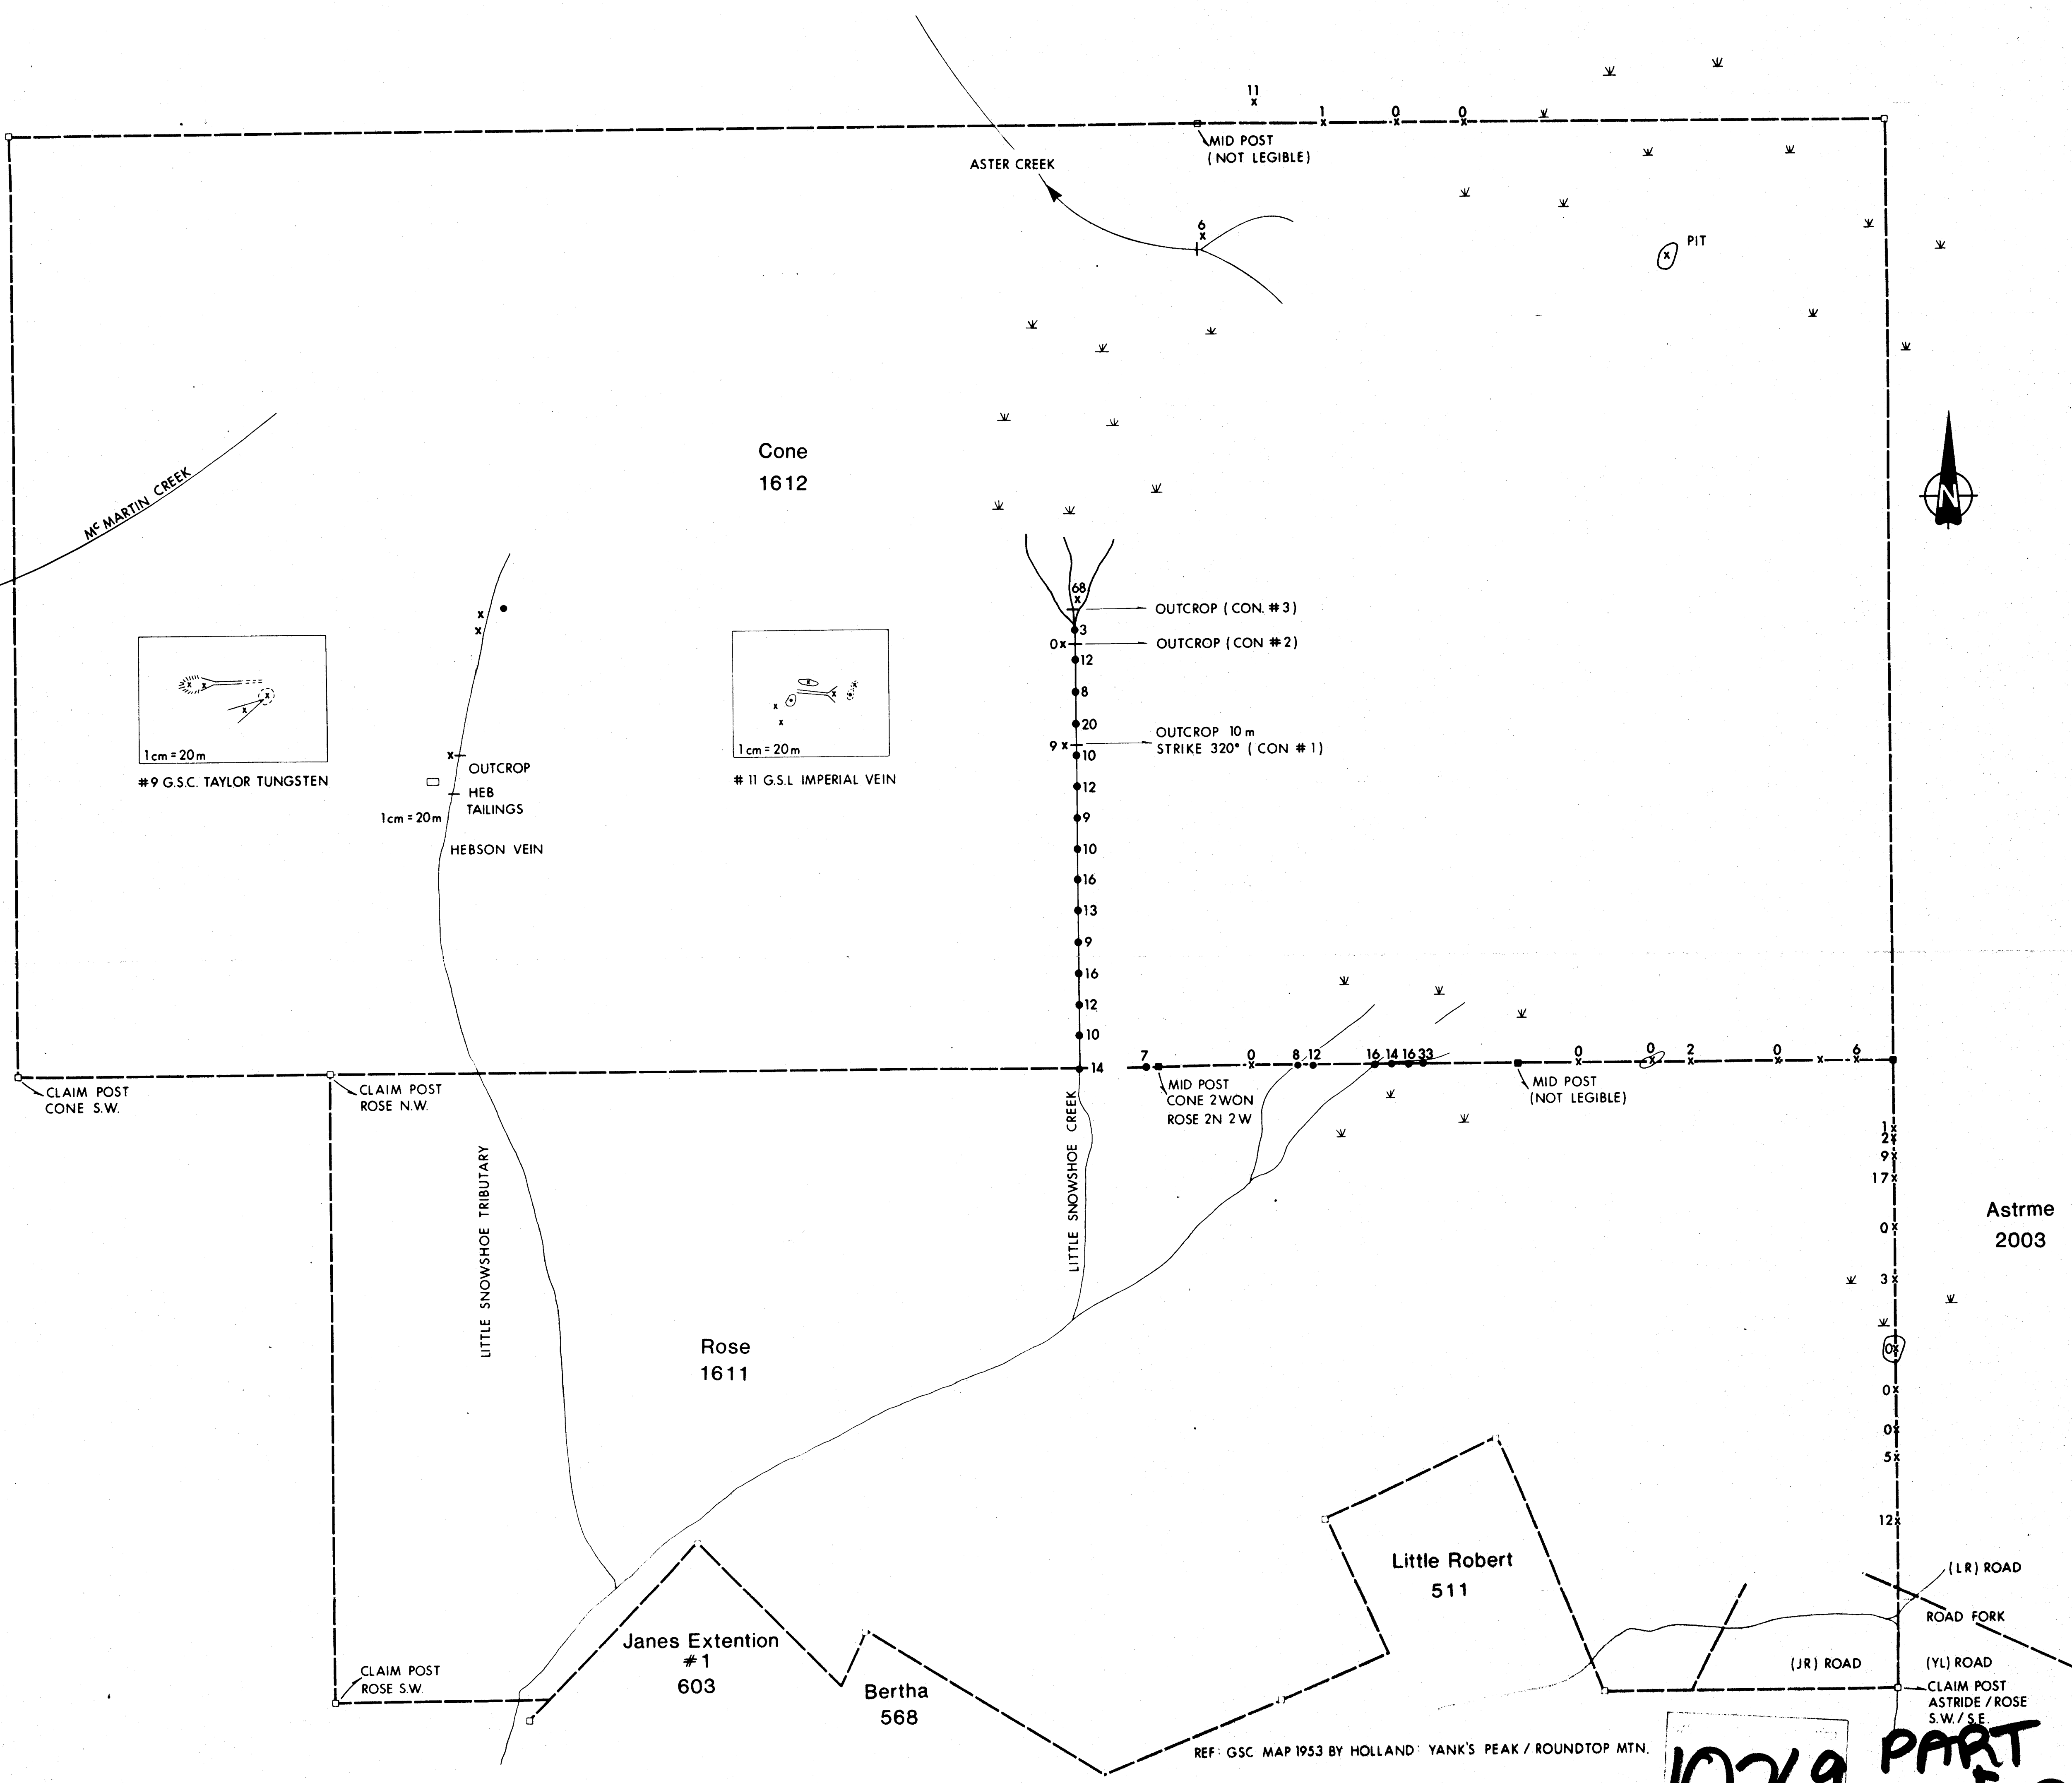 11
1 0 0
MID POST
(NOT LEGIBLE)
ASTER CREEK
6
PIT
Cone
1612
N
Mc MARTIN CREEK
68
OUTCROP (CON. #3)
3
0
OUTCROP (CON #2)
12
8
20
OUTCROP 10 m
9
STRIKE 320° (CON #1)
10
12
9
10
16
13
9
16
12
10
14
1cm = 20m
#9 G.S.C. TAYLOR TUNGSTEN
OUTCROP
HEB
TAILINGS
1cm = 20m
HEBSON VEIN
1cm = 20m
#11 G.S.L IMPERIAL VEIN
7 0 8 12 16 14 16 33 0 0 2 0 6
CLAIM POST
CONE S.W.
CLAIM POST
ROSE N.W.
MID POST
CONE 2WON
ROSE 2N 2W
MID POST
(NOT LEGIBLE)
LITTLE SNOWSHOE TRIBUTARY
LITTLE SNOWSHOE CREEK
1
2
9
17
0
3
0
0
0
5
12
Astrme
2003
Rose
1611
Little Robert
511
(LR) ROAD
ROAD FORK
(JR) ROAD
(YL) ROAD
Janes Extention
#1
603
Bertha
568
CLAIM POST
ROSE S.W.
CLAIM POST
ASTRIDE / ROSE
S.W./S.E.
REF: GSC MAP 1953 BY HOLLAND: YANK'S PEAK / ROUNDTOP MTN.
PART